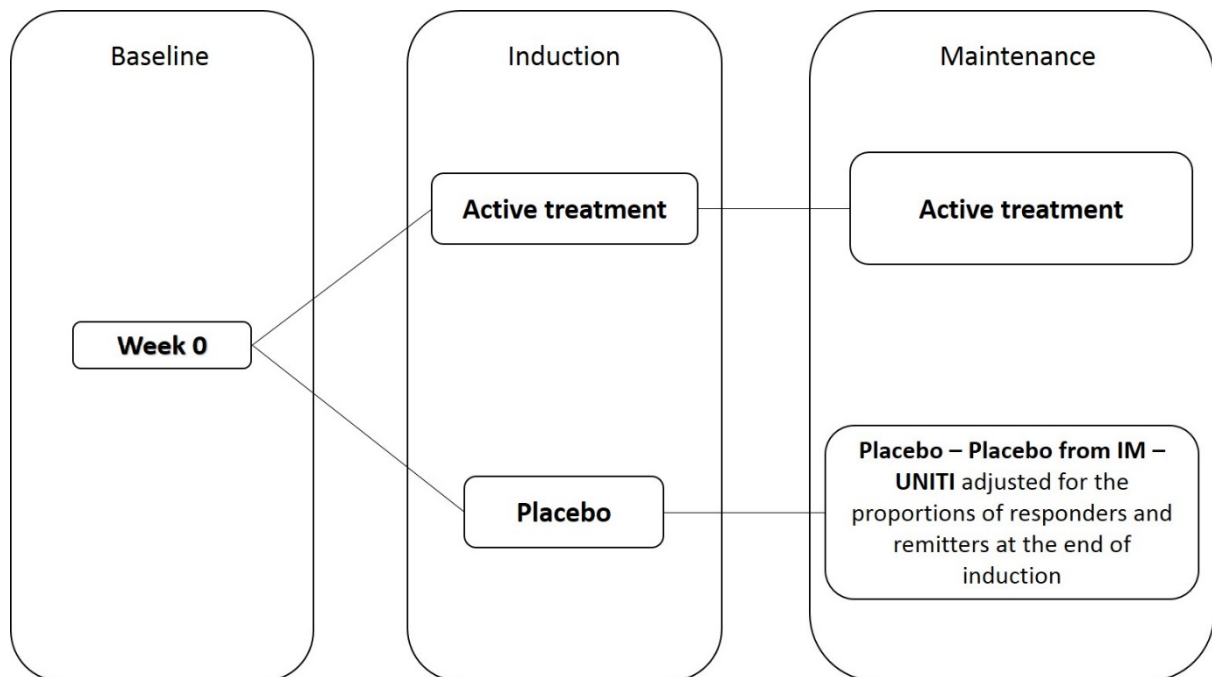 Baseline
Induction
Maintenance
Active treatment
Active treatment
Week 0
Placebo
Placebo – Placebo from IM –
UNITI adjusted for the
proportions of responders and
remitters at the end of
induction